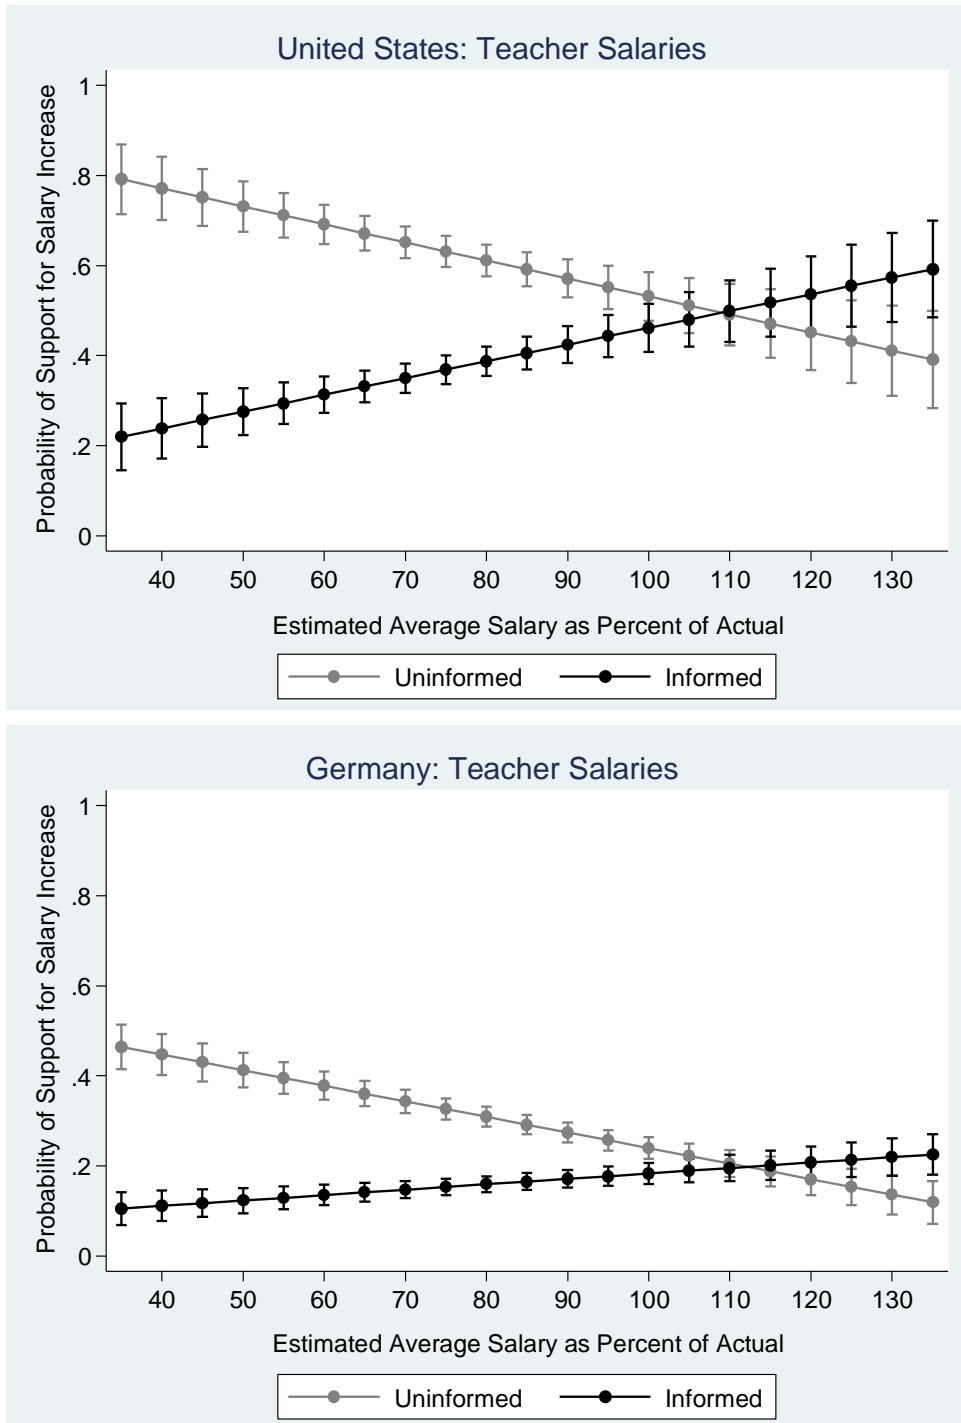 United States: Teacher Salaries
Probability of Support for Salary Increase
1
.8
.6
.4
.2
0
40 50 60 70 80 90 100 110 120 130
Estimated Average Salary as Percent of Actual
Uninformed Informed
Germany: Teacher Salaries
Probability of Support for Salary Increase
1
.8
.6
.4
.2
0
40 50 60 70 80 90 100 110 120 130
Estimated Average Salary as Percent of Actual
Uninformed Informed